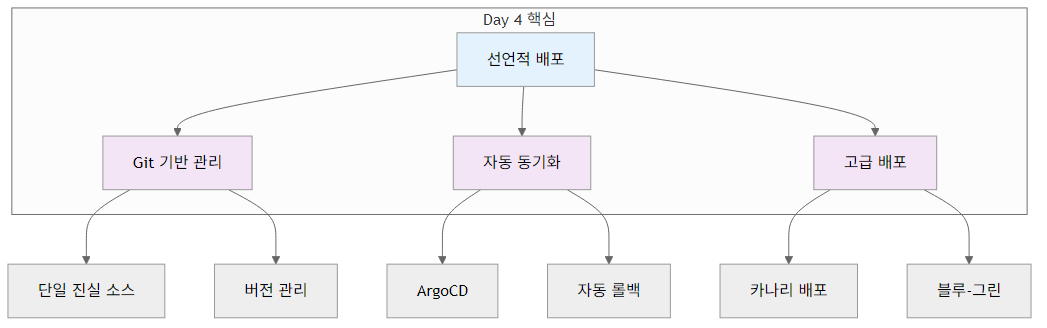 Day 4 핵심
선언적 배포
Git 기반 관리
자동 동기화
고급 배포
단일 진실 소스
버전 관리
ArgoCD
자동 롤백
카나리 배포
블루-그린